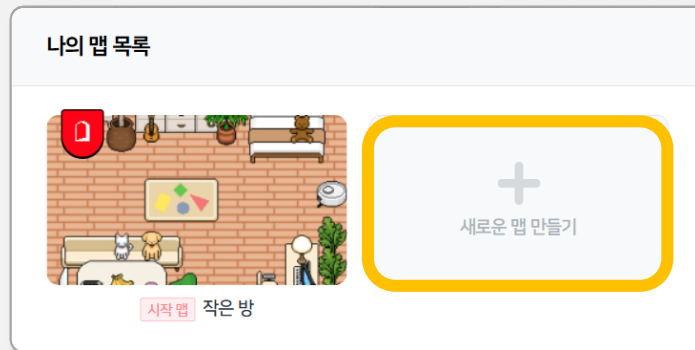 나의 맵 목록
새로운 맵 만들기
시작 맵 작은 방